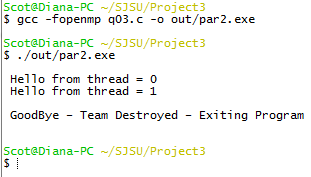 Scot@Diana-PC ~/SJSU/Project3
$ gcc -fopenmp q03.c -o out/par2.exe
Scot@Diana-PC ~/SJSU/Project3
$ ./out/par2.exe
Hello from thread = 0
Hello from thread = 1
GoodBye - Team Destroyed - Exiting Program
Scot@Diana-PC ~/SJSU/Project3
$